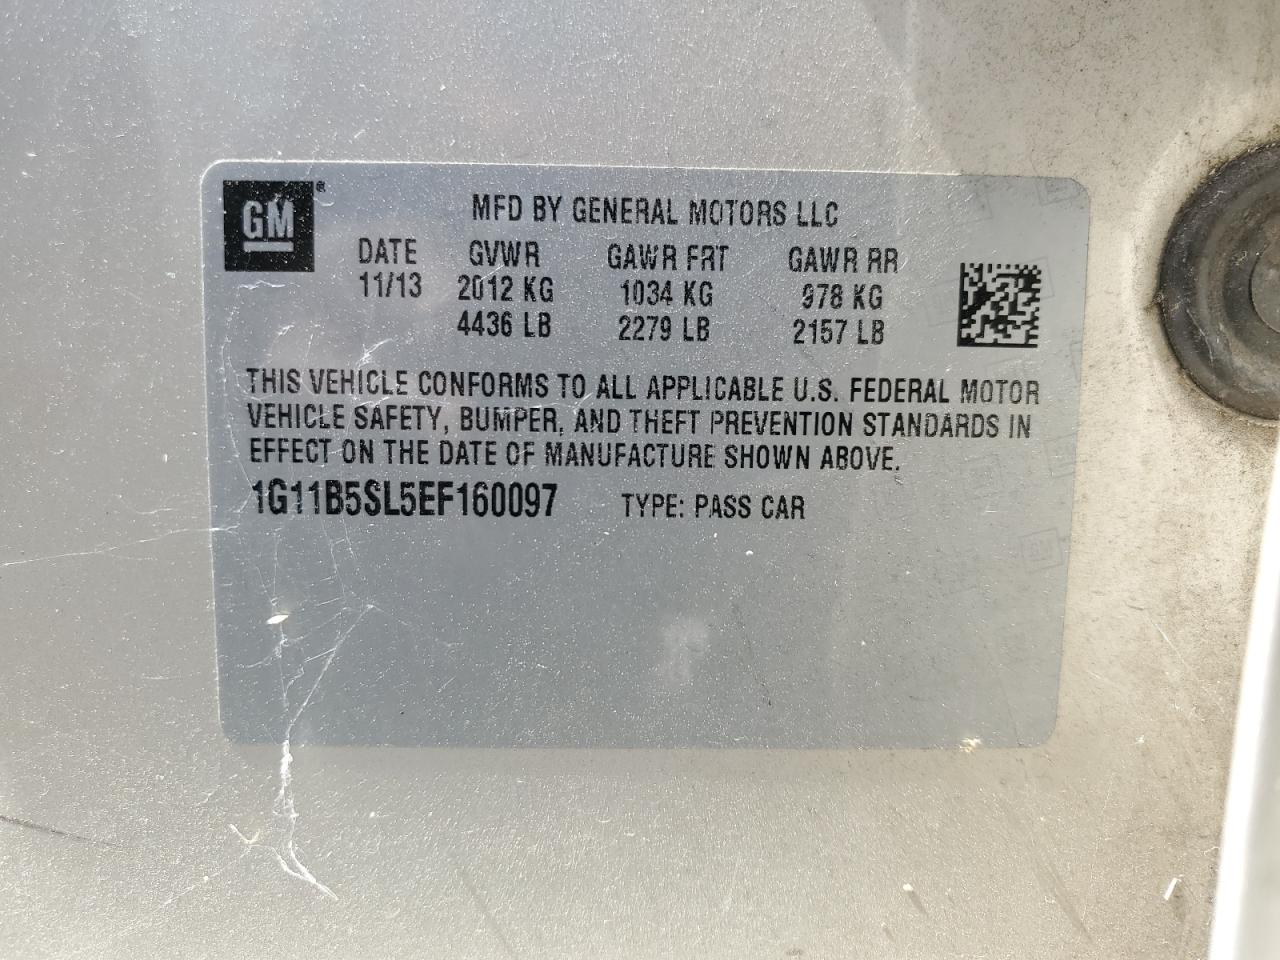 GM®
MFD BY GENERAL MOTORS LLC
DATE GVWR GAWR FRT GAWR RR
11/13 2012 KG 1034 KG 978 KG
4436 LB 2279 LB 2157 LB
THIS VEHICLE CONFORMS TO ALL APPLICABLE U.S. FEDERAL MOTOR
VEHICLE SAFETY, BUMPER, AND THEFT PREVENTION STANDARDS IN
EFFECT ON THE DATE OF MANUFACTURE SHOWN ABOVE.
1G11B5SL5EF160097 TYPE: PASS CAR
GM